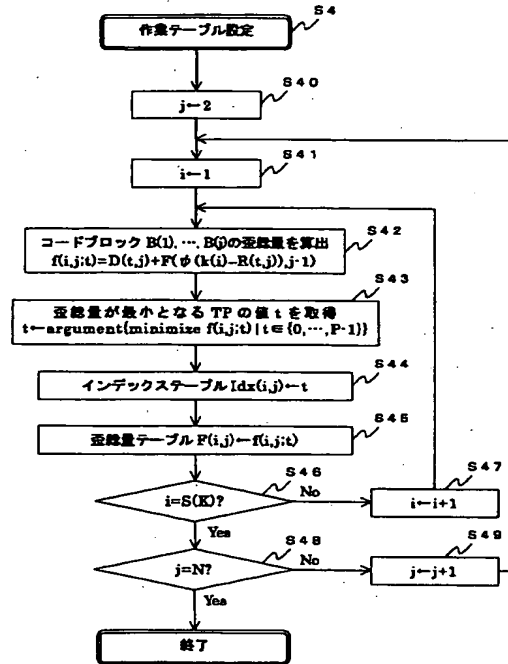 作業テーブル設定
S4
j←2
S40
i←1
S41
コードブロック B(1), …, B(j)の歪総量を算出
f(i,j;t)=D(t,j)+F(ψ(k(i)−R(t,j)),j-1)
S42
S43
歪総量が最小となる TP の値 t を取得
t←argument{minimize f(i,j;t)|t∈{0,…,P-1}}
S44
インデックステーブル Idx(i,j)←t
S45
歪総量テーブル F(i,j)←f(i,j;t)
S46
i=S(K)?
No
S47
i←i+1
Yes
S48
j=N?
No
S49
j←j+1
Yes
終了